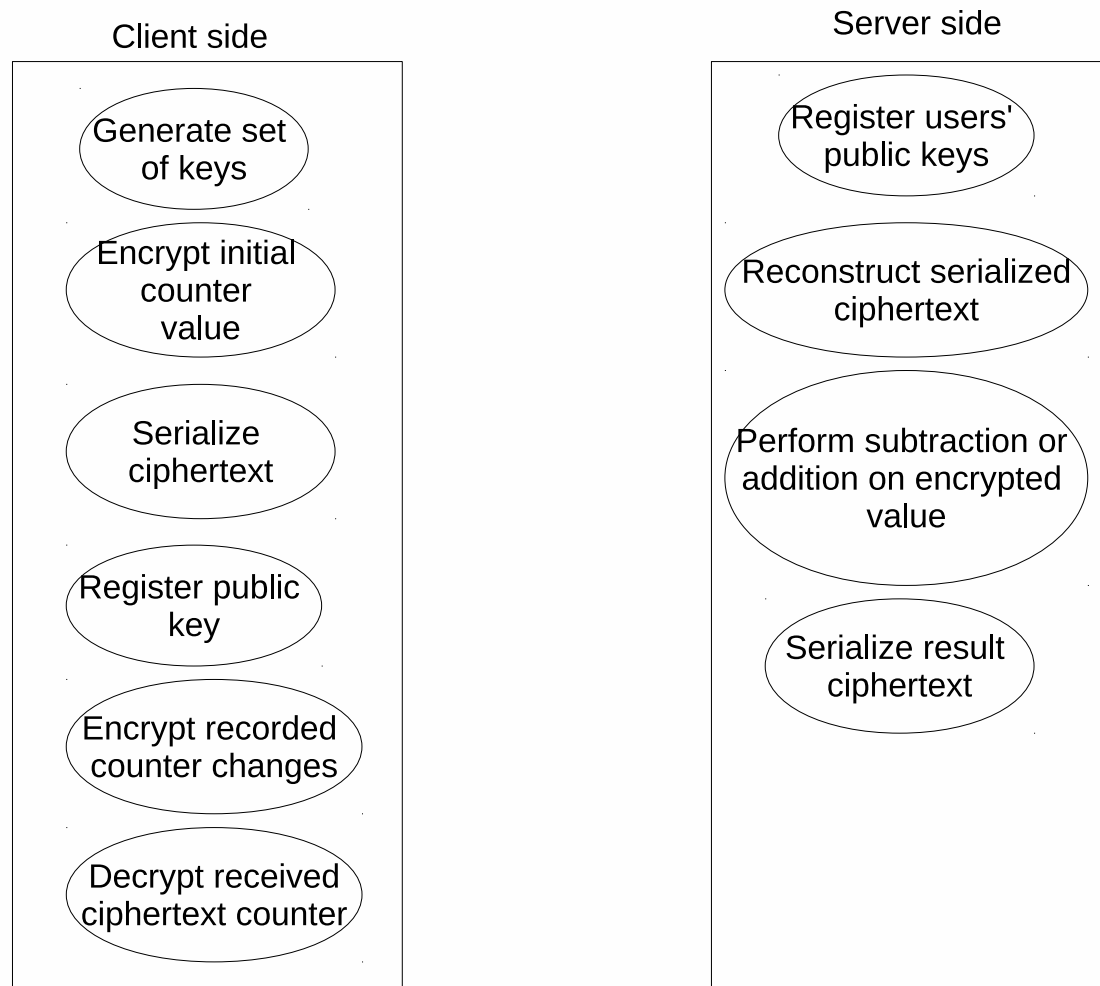 Client side
Generate set
of keys
Encrypt initial
counter
value
Serialize
ciphertext
Register public
key
Encrypt recorded
counter changes
Decrypt received
ciphertext counter
Server side
Register users'
public keys
Reconstruct serialized
ciphertext
Perform subtraction or
addition on encrypted
value
Serialize result
ciphertext